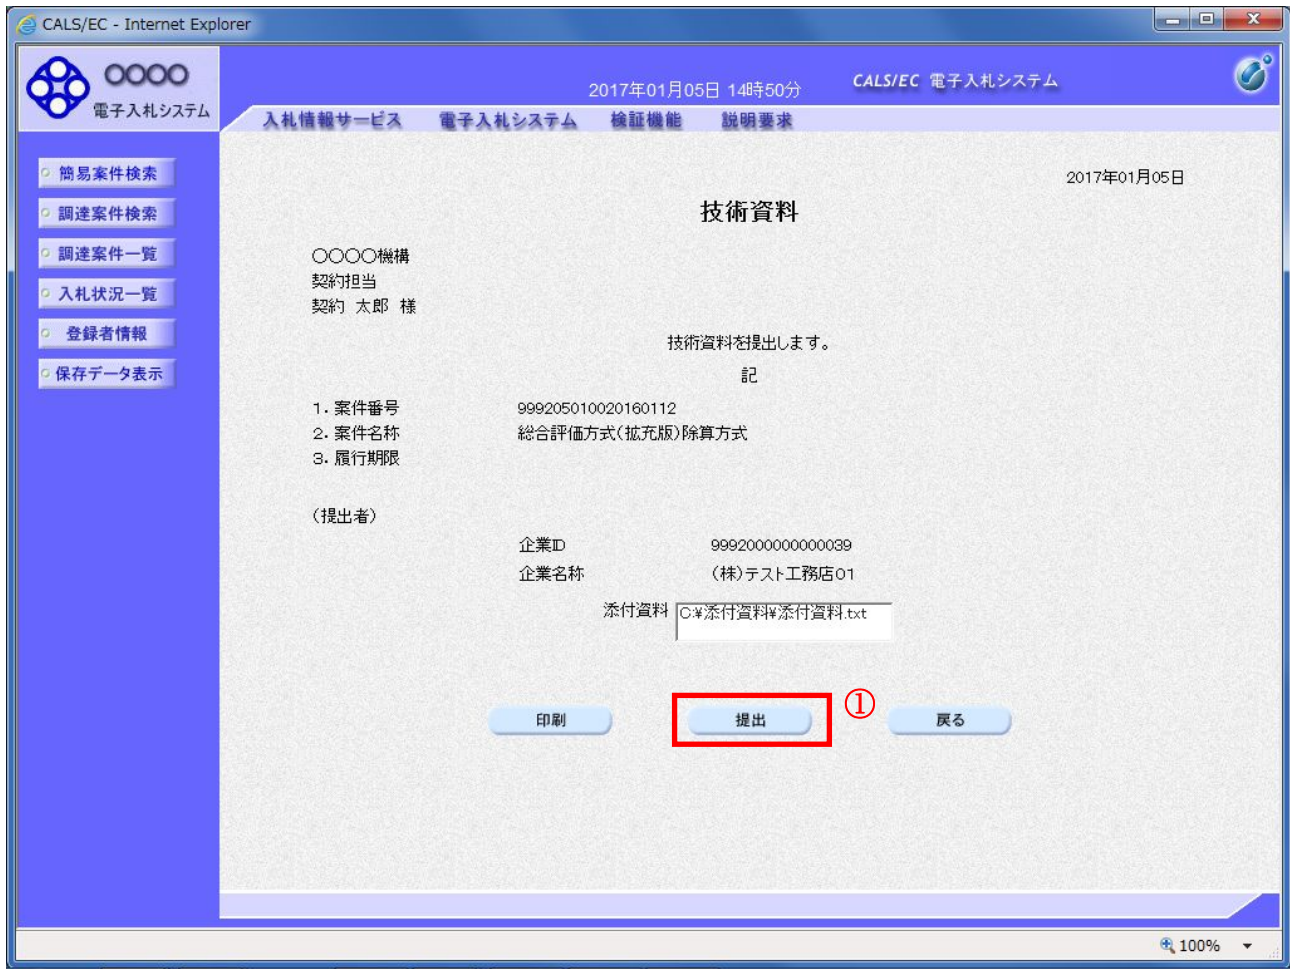 CALS/EC - Internet Explorer
〇〇〇〇
電子入札システム
2017年01月05日 14時50分
CALS/EC 電子入札システム
入札情報サービス 電子入札システム 検証機能 説明要求
簡易案件検索
調達案件検索
調達案件一覧
入札状況一覧
登録者情報
保存データ表示
2017年01月05日
技術資料
〇〇〇〇機構
契約担当
契約 太郎 様
技術資料を提出します。
記
1. 案件番号 999205010020160112
2. 案件名称 総合評価方式(拡充版)除算方式
3. 履行期限
(提出者)
企業ID 9992000000000039
企業名称 (株)テスト工務店01
添付資料 C:¥添付資料¥添付資料.txt
印刷 提出 ① 戻る
100%